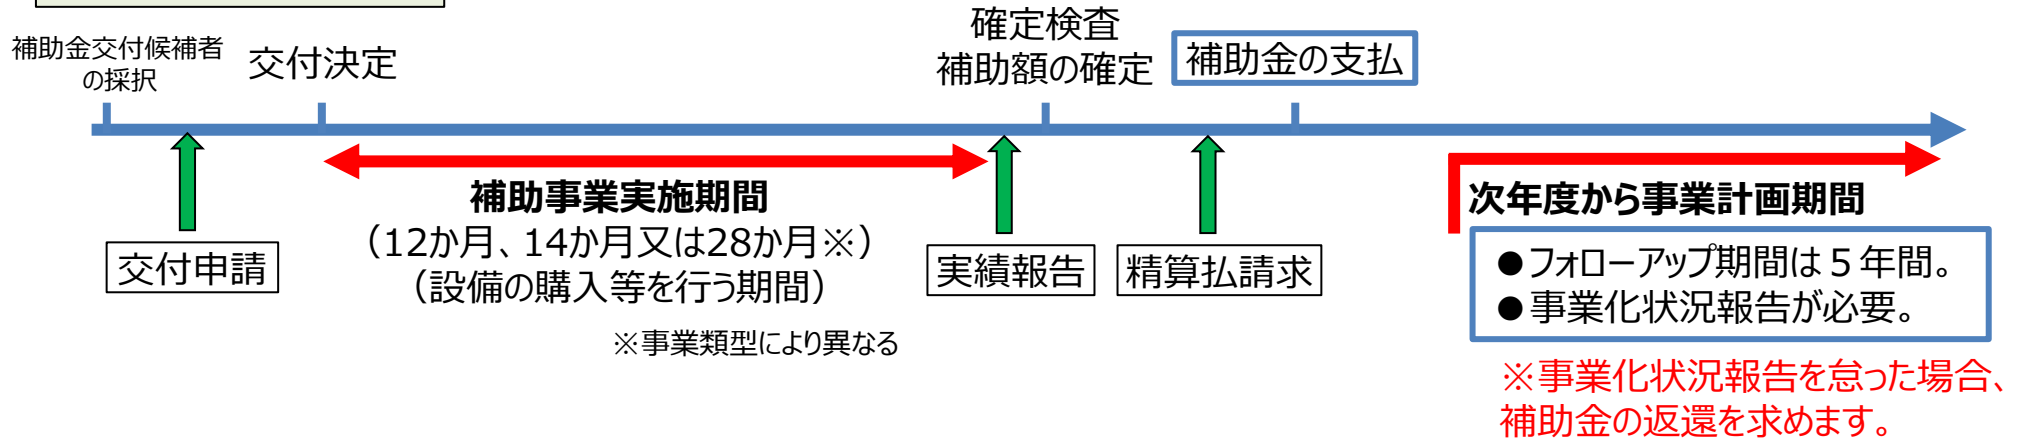 補助金交付候補者
の採択
交付決定
確定検査
補助額の確定
補助金の支払
交付申請
補助事業実施期間
（12か月、14か月又は28か月※）
（設備の購入等を行う期間）
※事業類型により異なる
実績報告
精算払請求
次年度から事業計画期間
●フォローアップ期間は５年間。
●事業化状況報告が必要。
※事業化状況報告を怠った場合、
補助金の返還を求めます。